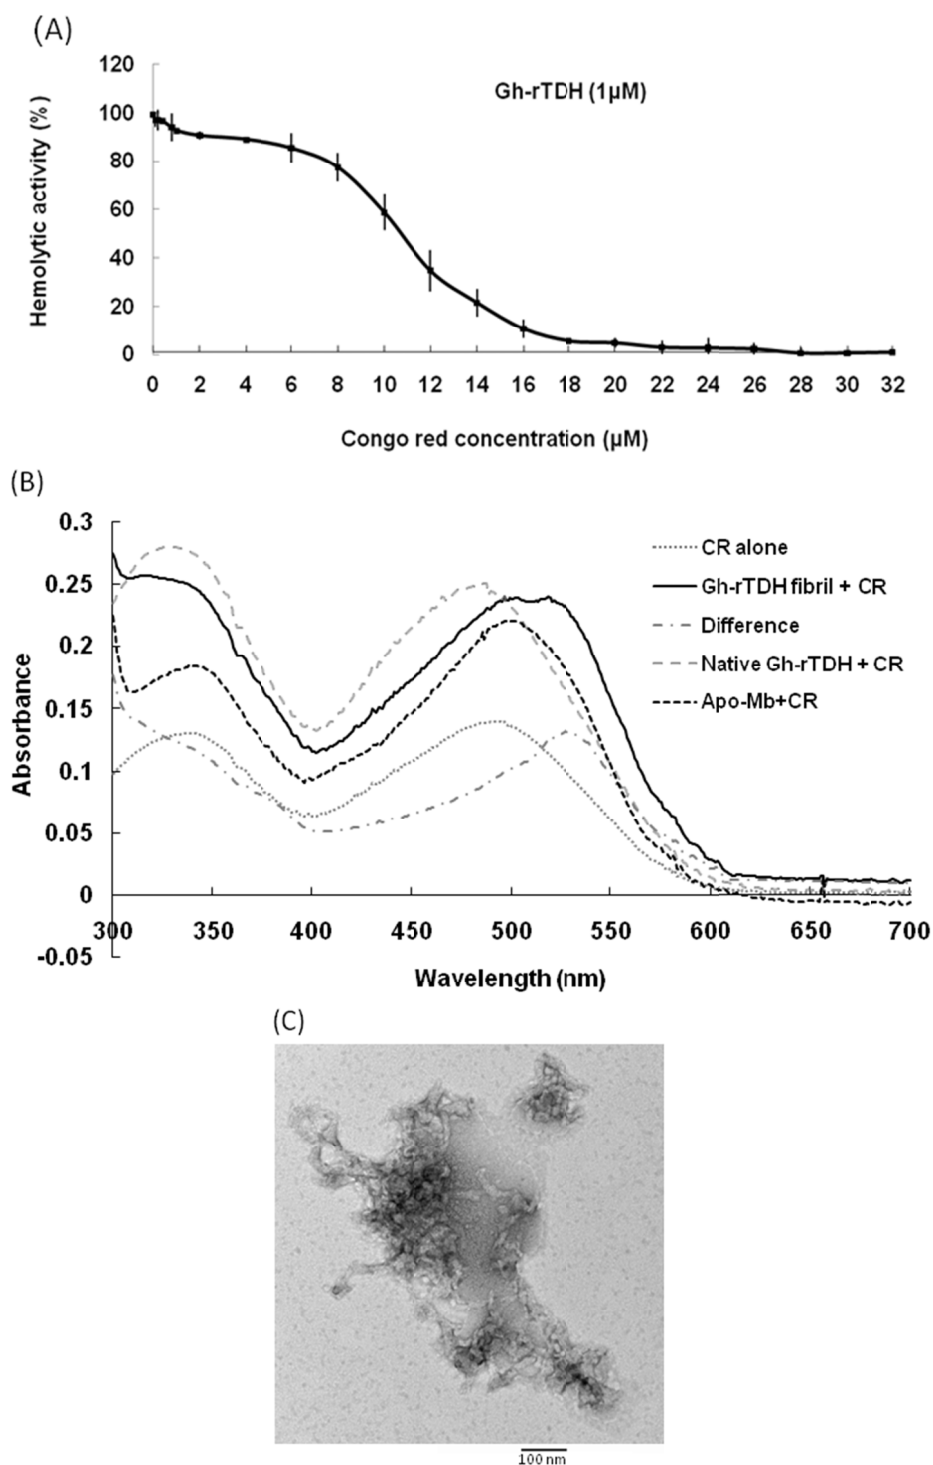 (A)
120
Gh-rTDH (1µM)
100
80
60
40
20
0
Hemolytic activity (%)
0 2 4 6 8 10 12 14 16 18 20 22 24 26 28 30 32
Congo red concentration (µM)
(B)
0.3
CR alone
0.25
Gh-rTDH fibril + CR
Difference
0.2
Native Gh-rTDH + CR
0.15
Apo-Mb+CR
0.1
0.05
0
-0.05
Absorbance
300 350 400 450 500 550 600 650 700
Wavelength (nm)
(C)
100 nm